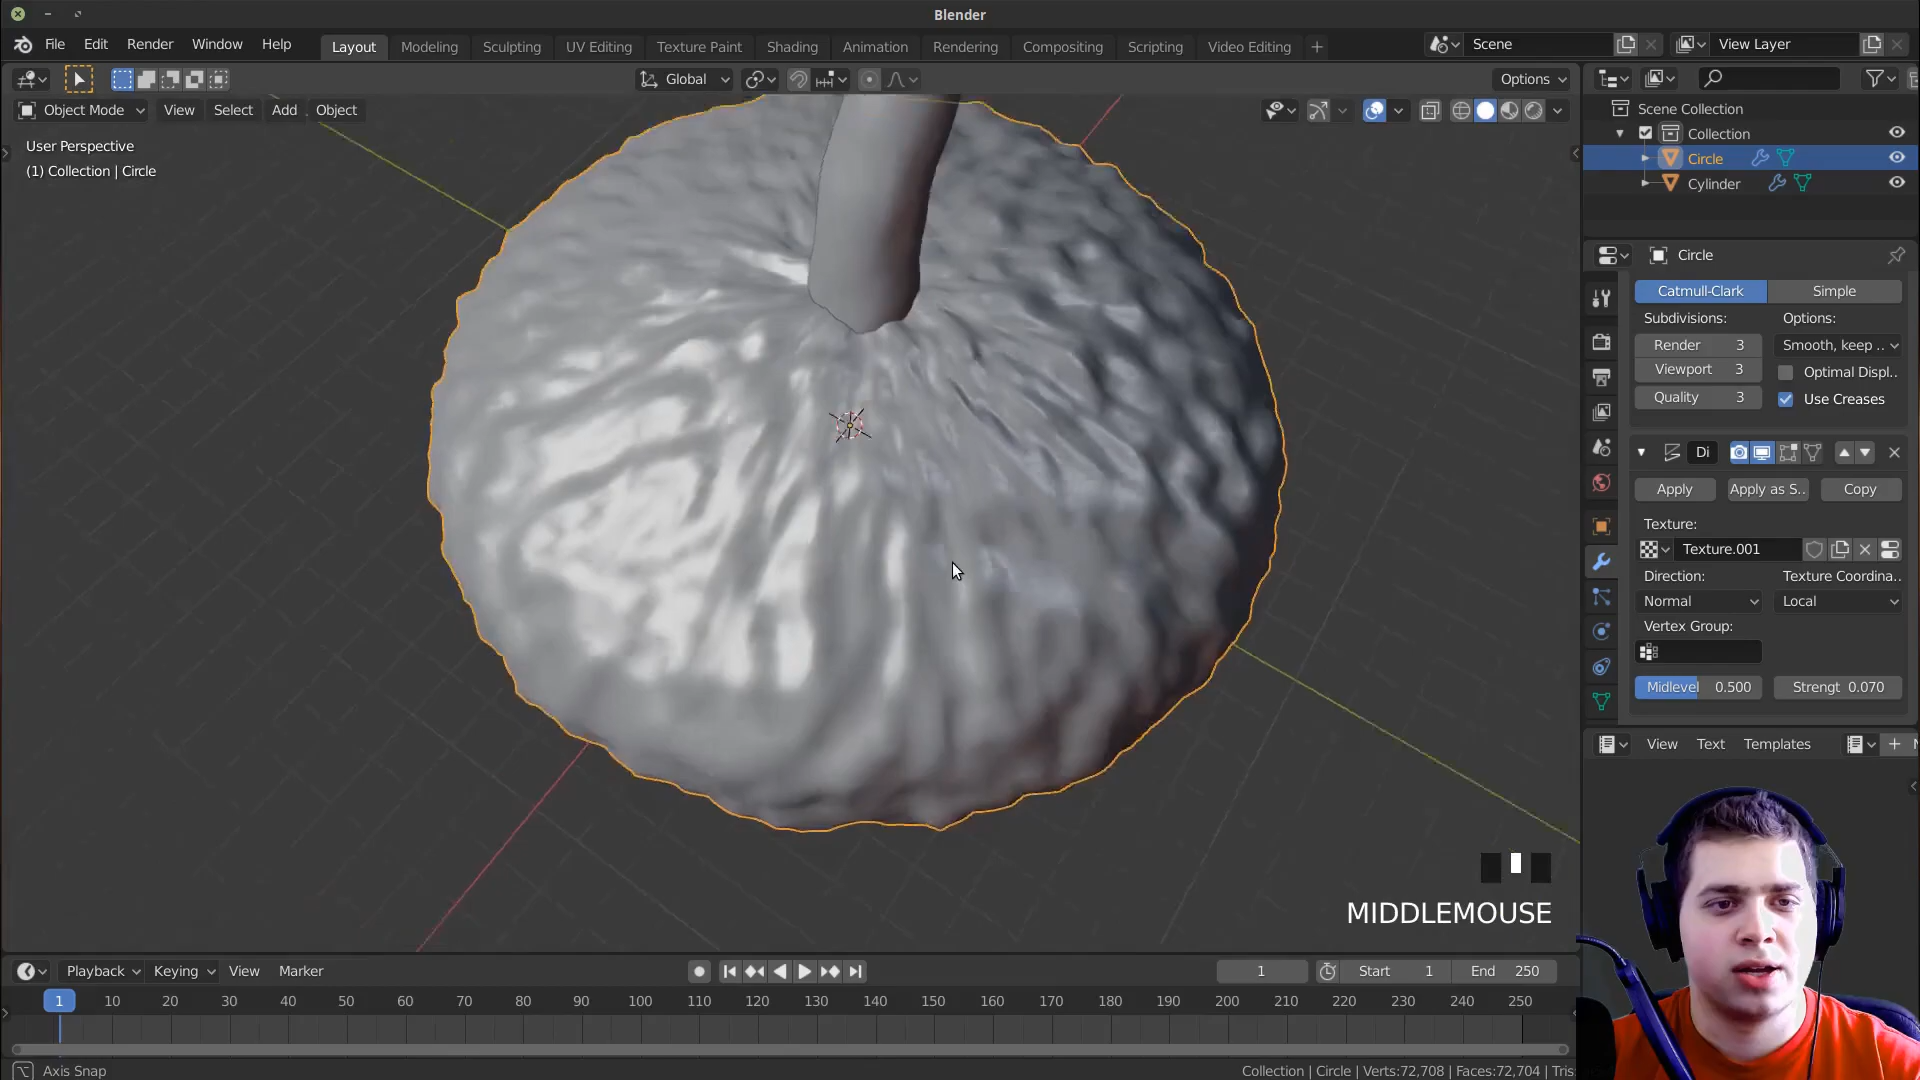 Blender
File Edit Render Window Help Layout Modeling Sculpting UV Editing Texture Paint Shading Animation Rendering Compositing Scripting Video Editing + Scene View Layer
Global Options
Object Mode View Select Add Object
User Perspective
(1) Collection | Circle
Scene Collection
Collection
Circle
Cylinder
Circle
Catmull-Clark Simple
Subdivisions: Options:
Render 3 Smooth, keep ..
Viewport 3 Optimal Displ..
Quality 3 Use Creases
Di
Apply Apply as S.. Copy
Texture:
Texture.001
Direction: Texture Coordina..
Normal Local
Vertex Group:
Midlevel 0.500 Strengt 0.070
View Text Templates
MIDDLEMOUSE
Playback Keying View Marker 1 Start 1 End 250
1 10 20 30 40 50 60 70 80 90 100 110 120 130 140 150 160 170 180 190 200 210 220 230 240 250
Axis Snap Collection | Circle | Verts:72,708 | Faces:72,704 | Tris: